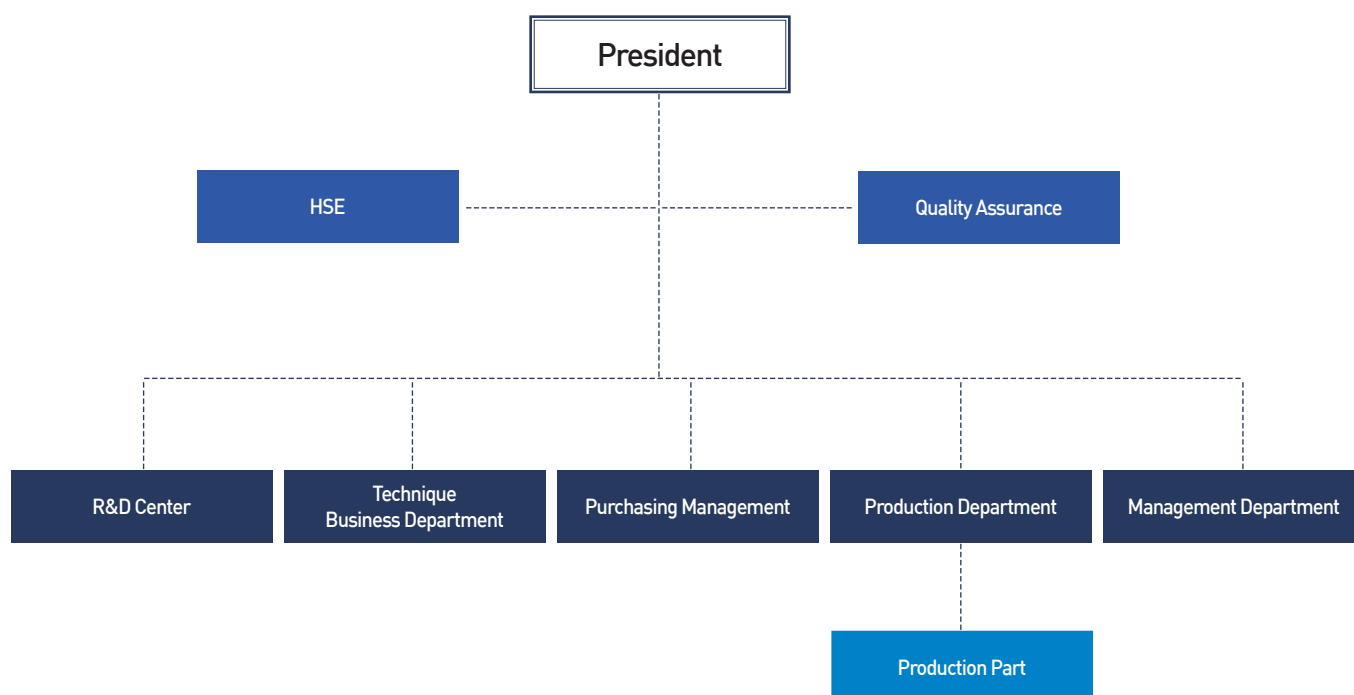 President
HSE
Quality Assurance
R&D Center
Technique
Business Department
Purchasing Management
Production Department
Management Department
Production Part